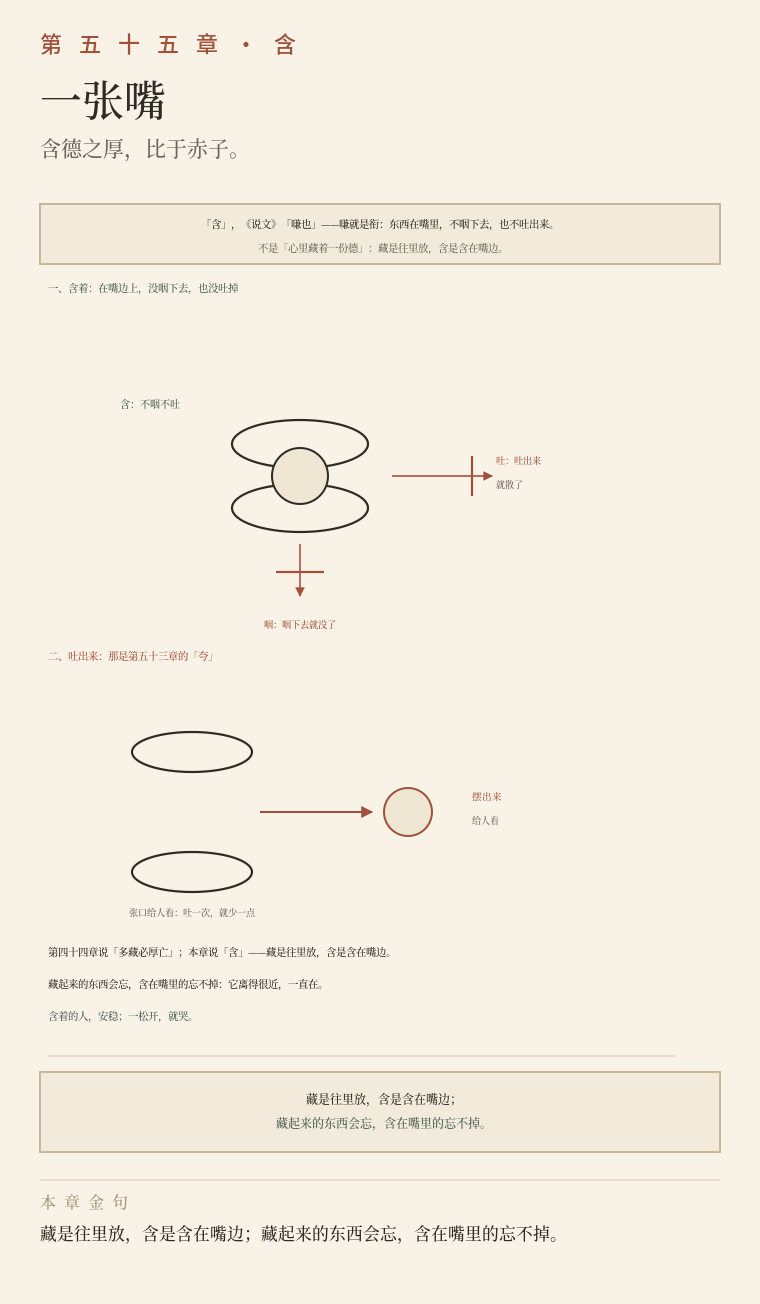 第五十五章·含
一张嘴
含德之厚，比于赤子。
「含」，《说文》「嗛也」——嗛就是衔：东西在嘴里，不咽下去，也不吐出来。
不是「心里藏着一份德」：藏是往里放，含是含在嘴边。
一、含着：在嘴边上，没咽下去，也没吐掉
含：不咽不吐
吐：吐出来
就散了
咽：咽下去就没了
二、吐出来：那是第五十三章的「夸」
摆出来
给人看
张口给人看：吐一次，就少一点
第四十四章说「多藏必厚亡」；本章说「含」——藏是往里放，含是含在嘴边。
藏起来的东西会忘，含在嘴里的忘不掉：它离得很近，一直在。
含着的人，安稳；一松开，就哭。
藏是往里放，含是含在嘴边；
藏起来的东西会忘，含在嘴里的忘不掉。
本章金句
藏是往里放，含是含在嘴边；藏起来的东西会忘，含在嘴里的忘不掉。